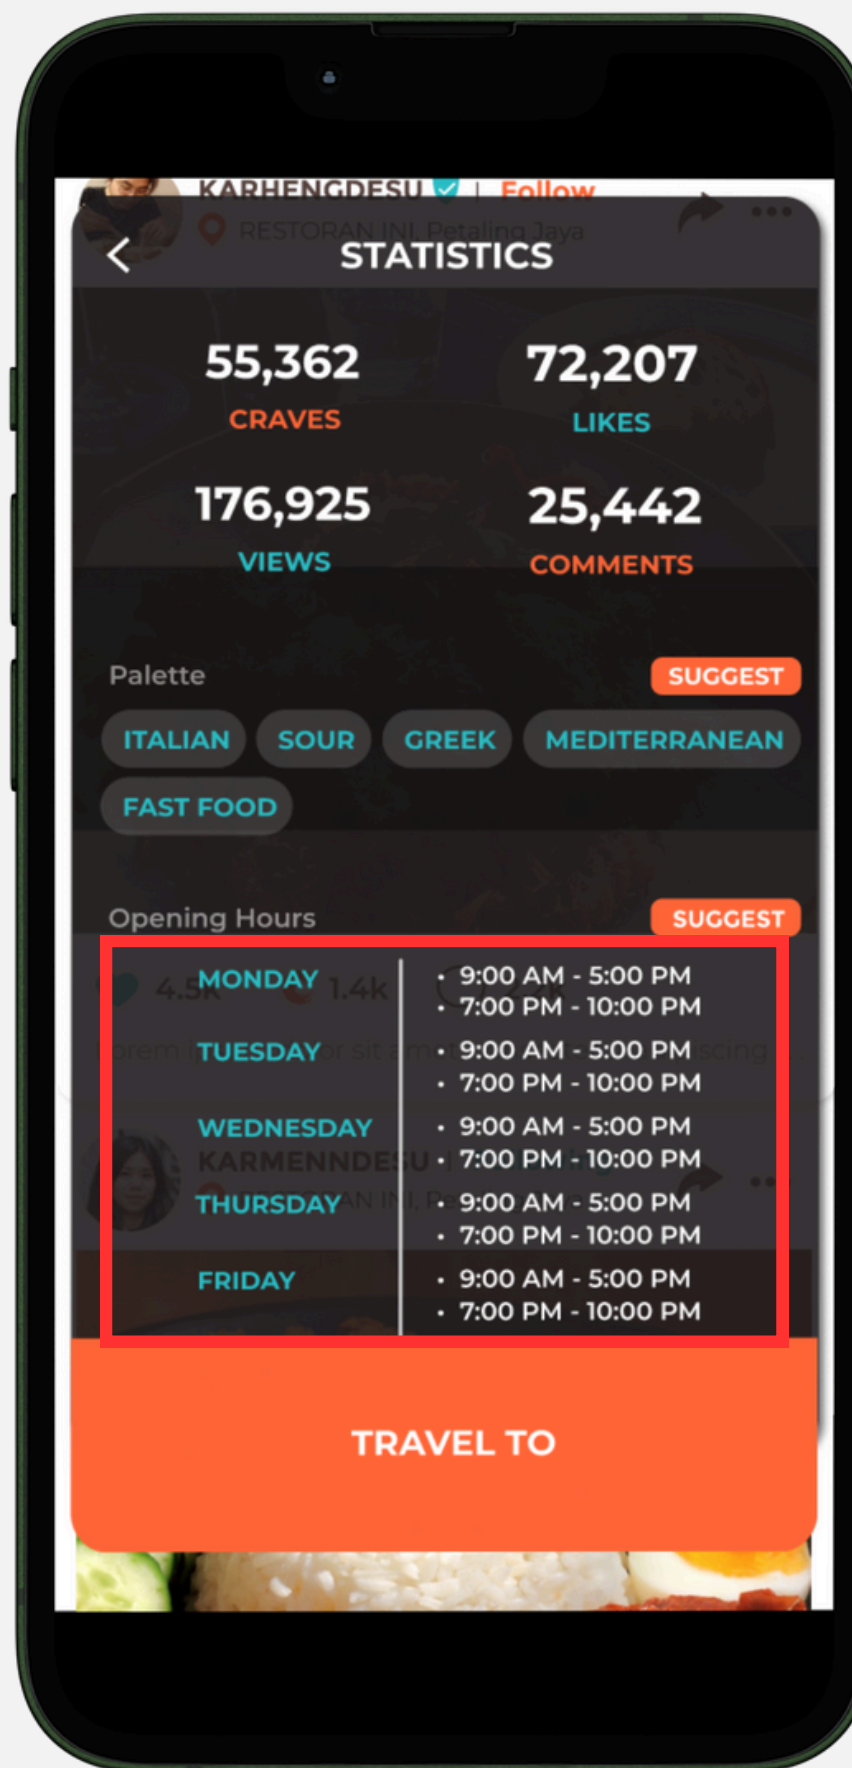 KARHENGDESU | Follow
RESTORAN INI, Petaling Jaya
STATISTICS
55,362
CRAVES
72,207
LIKES
176,925
VIEWS
25,442
COMMENTS
Palette
SUGGEST
ITALIAN
SOUR
GREEK
MEDITERRANEAN
FAST FOOD
Opening Hours
SUGGEST
4.5k
1.4k
MONDAY
• 9:00 AM - 5:00 PM
• 7:00 PM - 10:00 PM
TUESDAY
• 9:00 AM - 5:00 PM
• 7:00 PM - 10:00 PM
WEDNESDAY
• 9:00 AM - 5:00 PM
• 7:00 PM - 10:00 PM
KARMENNDESU
THURSDAY
• 9:00 AM - 5:00 PM
• 7:00 PM - 10:00 PM
FRIDAY
• 9:00 AM - 5:00 PM
• 7:00 PM - 10:00 PM
TRAVEL TO